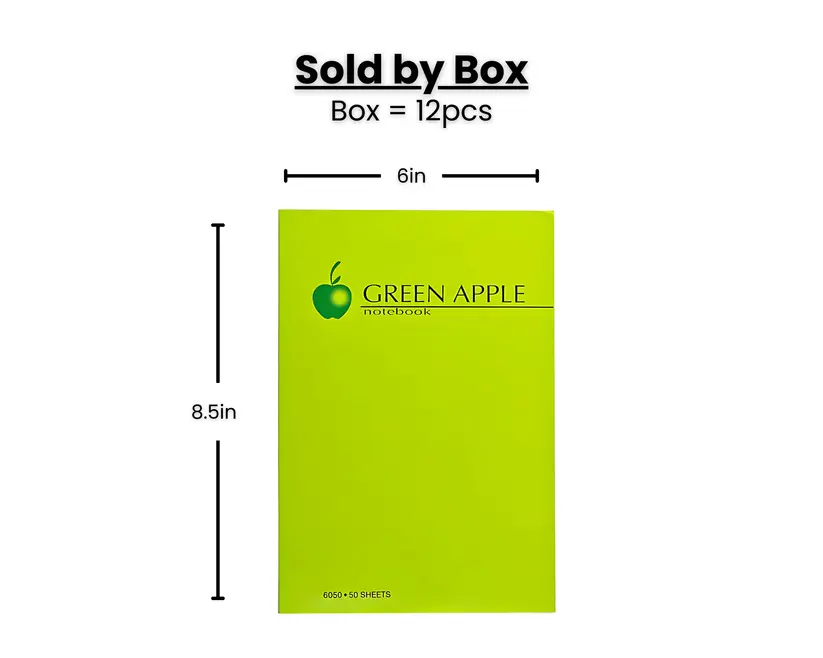 Sold by Box
Box = 12pcs
6in
GREEN APPLE
notebook
8.5in
6050 • 50 SHEETS